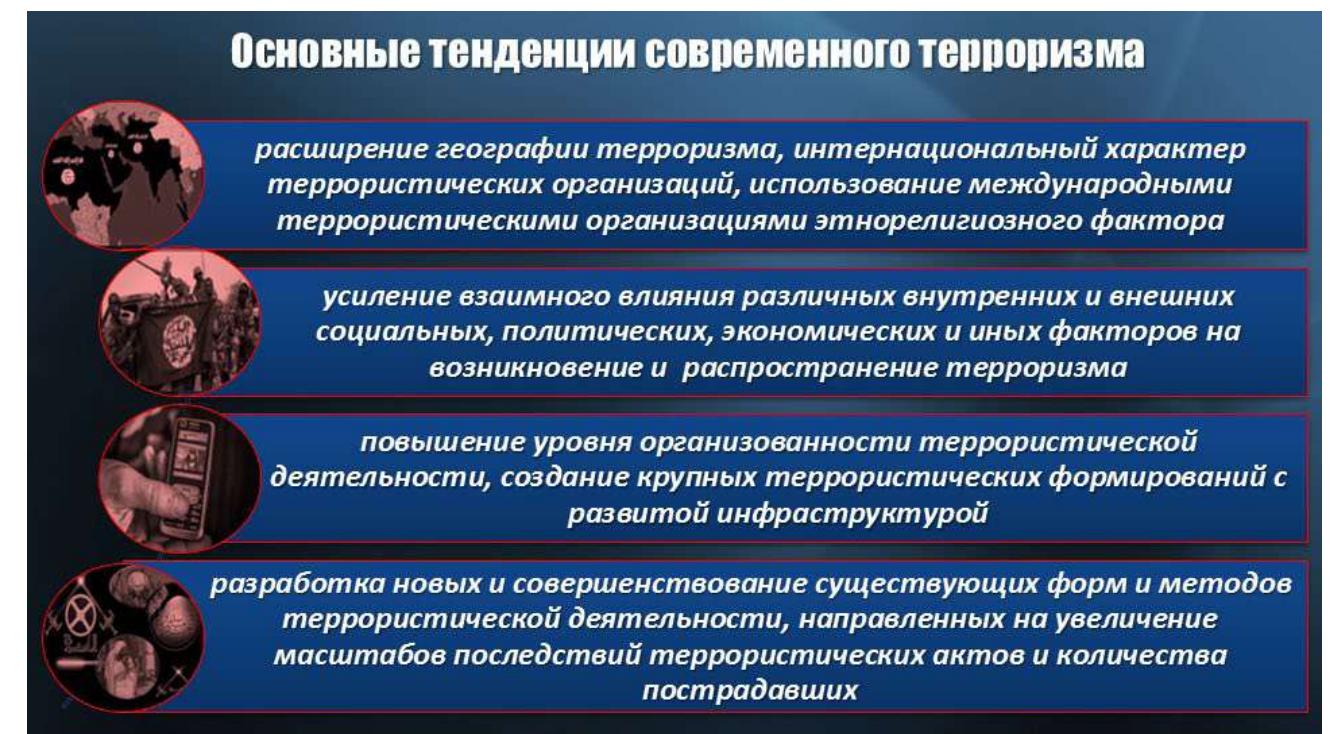 Основные тенденции современного терроризма
расширение географии терроризма, интернациональный характер
террористических организаций, использование международными
террористическими организациями этнорелигиозного фактора
усиление взаимного влияния различных внутренних и внешних
социальных, политических, экономических и иных факторов на
возникновение и распространение терроризма
повышение уровня организованности террористической
деятельности, создание крупных террористических формирований с
развитой инфраструктурой
разработка новых и совершенствование существующих форм и методов
террористической деятельности, направленных на увеличение
масштабов последствий террористических актов и количества
пострадавших